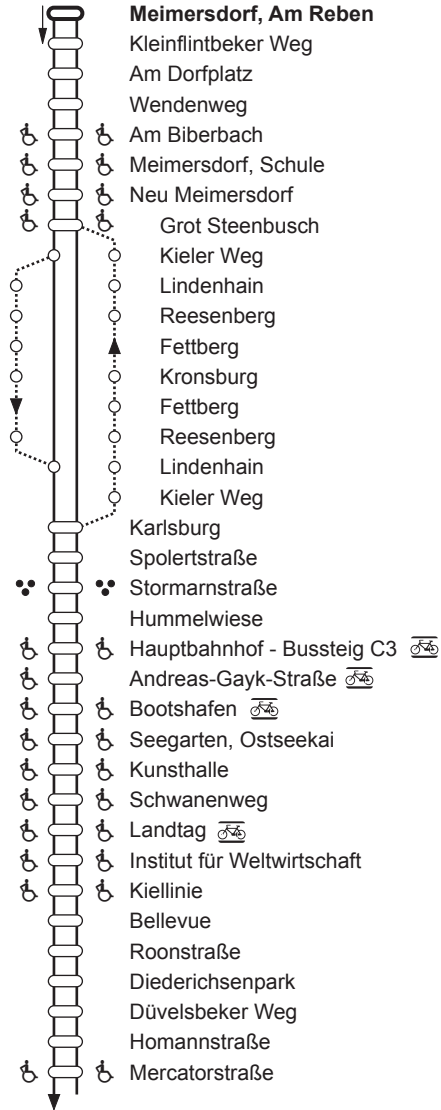 Meimersdorf, Am Reben
Kleinflintbeker Weg
Am Dorfplatz
Wendenweg
Am Biberbach
Meimersdorf, Schule
Neu Meimersdorf
Grot Steenbusch
Kieler Weg
Lindenhain
Reesenberg
Fettberg
Kronsburg
Fettberg
Reesenberg
Lindenhain
Kieler Weg
Karlsburg
Spolertstraße
Stormarnstraße
Hummelwiese
Hauptbahnhof - Bussteig C3
Andreas-Gayk-Straße
Bootshafen
Seegarten, Ostseekai
Kunsthalle
Schwanenweg
Landtag
Institut für Weltwirtschaft
Kiellinie
Bellevue
Roonstraße
Diederichsenpark
Düvelsbeker Weg
Homannstraße
Mercatorstraße